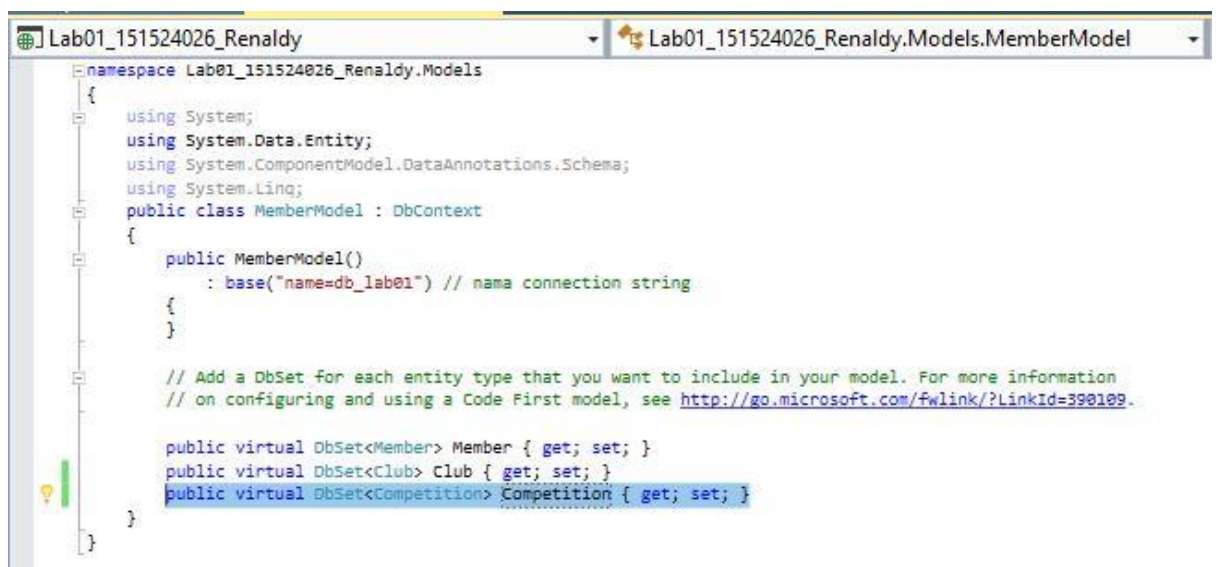 Lab01_151524026_Renaldy Lab01_151524026_Renaldy.Models.MemberModel
namespace Lab01_151524026_Renaldy.Models
{
using System;
using System.Data.Entity;
using System.ComponentModel.DataAnnotations.Schema;
using System.Linq;
public class MemberModel : DbContext
{
public MemberModel()
: base("name=db_lab01") // nama connection string
{
}
// Add a DbSet for each entity type that you want to include in your model. For more information
// on configuring and using a Code First model, see http://go.microsoft.com/fwlink/?LinkId=390109.
public virtual DbSet<Member> Member { get; set; }
public virtual DbSet<Club> Club { get; set; }
public virtual DbSet<Competition> Competition { get; set; }
}
}